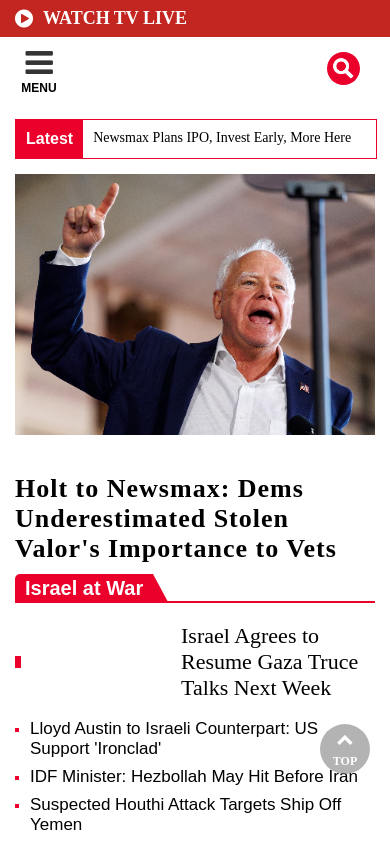 WATCH TV LIVE
MENU
Latest
Newsmax Plans IPO, Invest Early, More Here
Holt to Newsmax: Dems
Underestimated Stolen
Valor's Importance to Vets
Israel at War
Israel Agrees to
Resume Gaza Truce
Talks Next Week
Lloyd Austin to Israeli Counterpart: US
Support 'Ironclad'
IDF Minister: Hezbollah May Hit Before Iran
TOP
Suspected Houthi Attack Targets Ship Off
Yemen